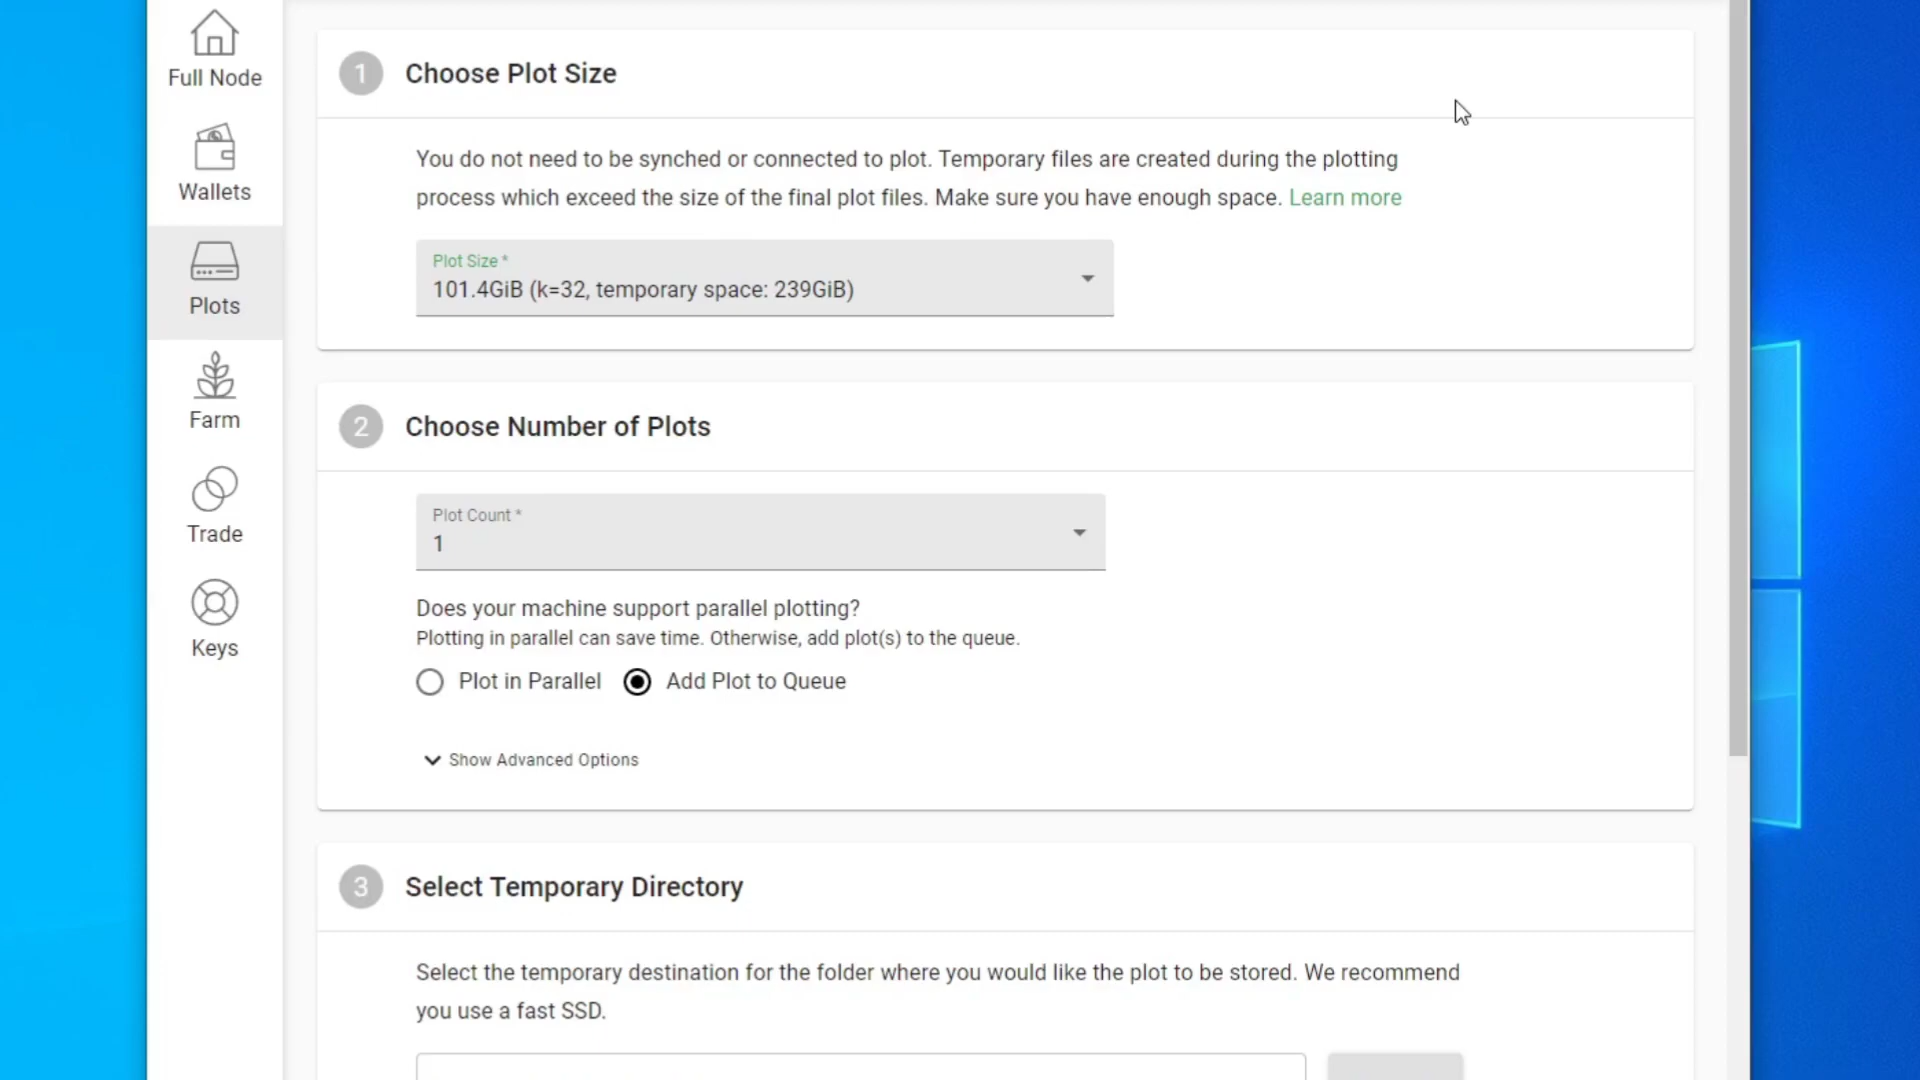 Full Node
Wallets
Plots
Farm
Trade
Keys
1
Choose Plot Size
You do not need to be synched or connected to plot. Temporary files are created during the plotting
process which exceed the size of the final plot files. Make sure you have enough space. Learn more
Plot Size *
101.4GiB (k=32, temporary space: 239GiB)
2
Choose Number of Plots
Plot Count *
1
Does your machine support parallel plotting?
Plotting in parallel can save time. Otherwise, add plot(s) to the queue.
Plot in Parallel Add Plot to Queue
Show Advanced Options
3
Select Temporary Directory
Select the temporary destination for the folder where you would like the plot to be stored. We recommend
you use a fast SSD.